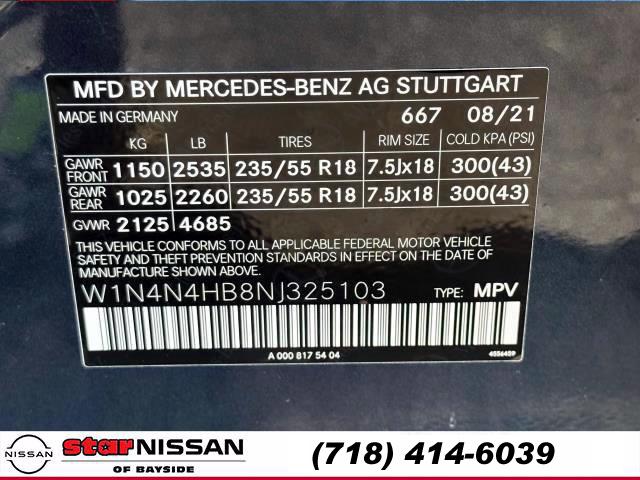 MFD BY MERCEDES-BENZ AG STUTTGART
MADE IN GERMANY 667 08/21
KG LB TIRES RIM SIZE COLD KPA (PSI)
GAWR FRONT 1150 2535 235/55 R18 7.5Jx18 300(43)
GAWR REAR 1025 2260 235/55 R18 7.5Jx18 300(43)
GVWR 2125 4685
THIS VEHICLE CONFORMS TO ALL APPLICABLE FEDERAL MOTOR VEHICLE
SAFETY AND THEFT PREVENTION STANDARDS IN EFFECT ON THE DATE
OF MANUFACTURE SHOWN ABOVE.
W1N4N4HB8NJ325103 TYPE: MPV
A 000 817 54 04 4556459
NISSAN star NISSAN (718) 414-6039
OF BAYSIDE